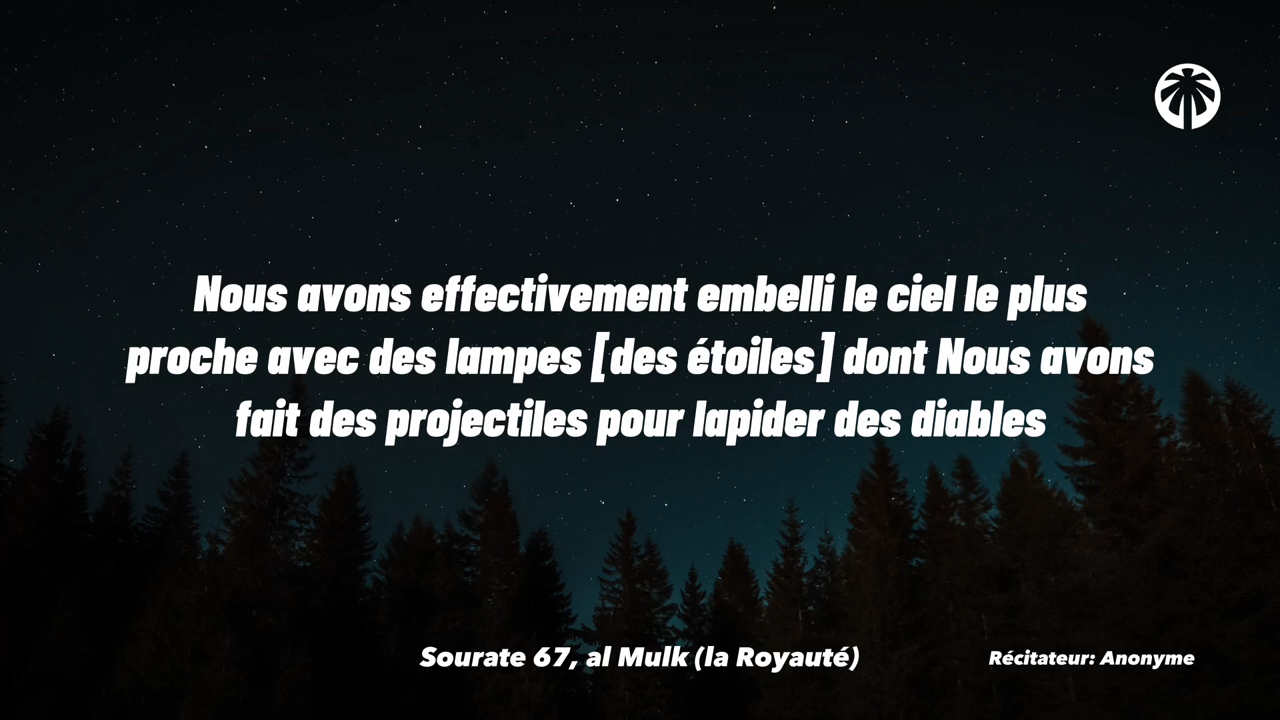 Nous avons effectivement embelli le ciel le plus
proche avec des lampes [des étoiles] dont Nous avons
fait des projectiles pour lapider des diables
Sourate 67, al Mulk (la Royauté)
Récitateur: Anonyme